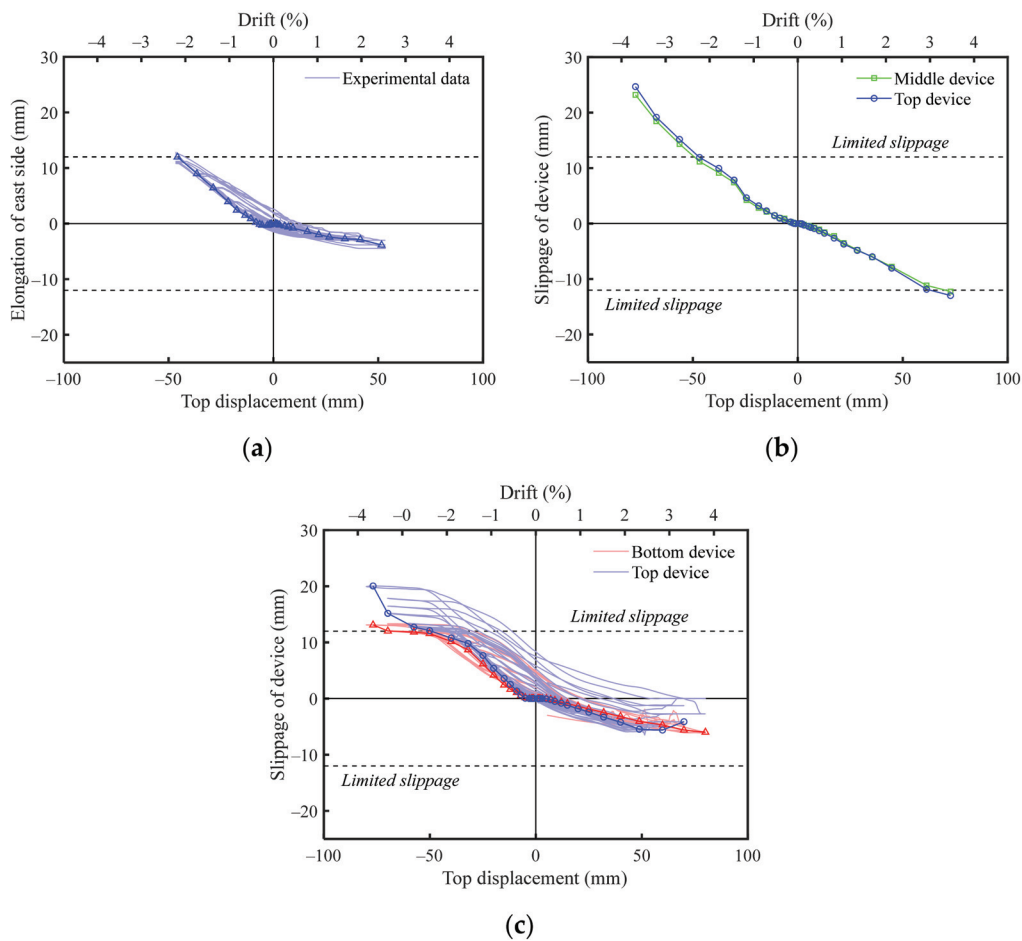 Drift (%)
–4 –3 –2 –1 0 1 2 3 4
30
20
10
0
–10
–20
Elongation of east side (mm)
Experimental data
–100 –50 0 50 100
Top displacement (mm)
(a)
Drift (%)
–4 –3 –2 –1 0 1 2 3 4
30
20
10
0
–10
–20
Slippage of device (mm)
Middle device
Top device
Limited slippage
Limited slippage
–100 –50 0 50 100
Top displacement (mm)
(b)
Drift (%)
–4 –3 –2 –1 0 1 2 3 4
30
20
10
0
–10
–20
Slippage of device (mm)
Bottom device
Top device
Limited slippage
Limited slippage
–100 –50 0 50 100
Top displacement (mm)
(c)